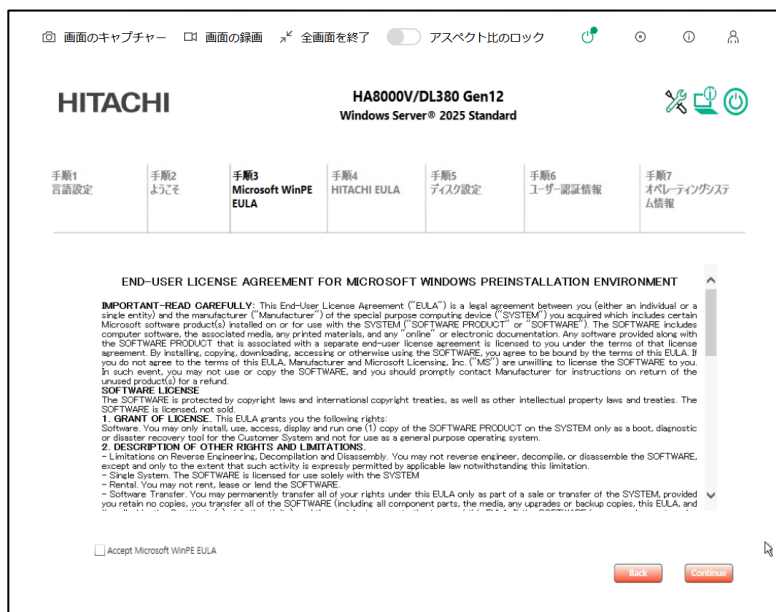 画面のキャプチャー 画面の録画 全画面を終了 アスペクト比のロック
HITACHI
HA8000V/DL380 Gen12
Windows Server® 2025 Standard
手順1
言語設定
手順2
ようこそ
手順3
Microsoft WinPE
EULA
手順4
HITACHI EULA
手順5
ディスク設定
手順6
ユーザー認証情報
手順7
オペレーティングシステ
ム情報
END-USER LICENSE AGREEMENT FOR MICROSOFT WINDOWS PREINSTALLATION ENVIRONMENT
IMPORTANT-READ CAREFULLY: This End-User License Agreement ("EULA") is a legal agreement between you (either an individual or a
single entity) and the manufacturer ("Manufacturer") of the special purpose computing device ("SYSTEM") you acquired which includes certain
Microsoft software product(s) installed on or for use with the SYSTEM ("SOFTWARE PRODUCT" or "SOFTWARE"). The SOFTWARE includes
computer software, the associated media, any printed materials, and any "online" or electronic documentation. Any software provided along with
the SOFTWARE PRODUCT that is associated with a separate end-user license agreement is licensed to you under the terms of that license
agreement. By installing, copying, downloading, accessing or otherwise using the SOFTWARE, you agree to be bound by the terms of this EULA. If
you do not agree to the terms of this EULA, Manufacturer and Microsoft Licensing, Inc. ("MS") are unwilling to license the SOFTWARE to you.
In such event, you may not use or copy the SOFTWARE, and you should promptly contact Manufacturer for instructions on return of the
unused product(s) for a refund.
SOFTWARE LICENSE
The SOFTWARE is protected by copyright laws and international copyright treaties, as well as other intellectual property laws and treaties. The
SOFTWARE is licensed, not sold.
1. GRANT OF LICENSE. This EULA grants you the following rights:
Software. You may only install, use, access, display and run one (1) copy of the SOFTWARE PRODUCT on the SYSTEM only as a boot, diagnostic
or disaster recovery tool for the Customer System and not for use as a general purpose operating system.
2. DESCRIPTION OF OTHER RIGHTS AND LIMITATIONS.
- Limitations on Reverse Engineering, Decompilation and Disassembly. You may not reverse engineer, decompile, or disassemble the SOFTWARE,
except and only to the extent that such activity is expressly permitted by applicable law notwithstanding this limitation.
- Single System. The SOFTWARE is licensed for use solely with the SYSTEM
- Rental. You may not rent, lease or lend the SOFTWARE.
- Software Transfer. You may permanently transfer all of your rights under this EULA only as part of a sale or transfer of the SYSTEM, provided
you retain no copies, you transfer all of the SOFTWARE (including all component parts, the media, any upgrades or backup copies, this EULA, and
Accept Microsoft WinPE EULA
Back Continue